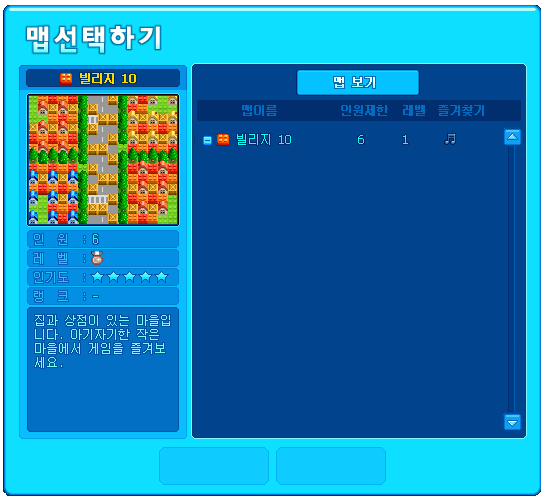 맵선택하기
빌리지 10
인 원 : 6
레 벨 :
인기도 : ★★★★★
랭 크 : -
집과 상점이 있는 마을입
니다. 아기자기한 작은
마을에서 게임을 즐겨보
세요.
맵 보기
맵이름 인원제한 레벨 즐겨찾기
빌리지 10 6 1